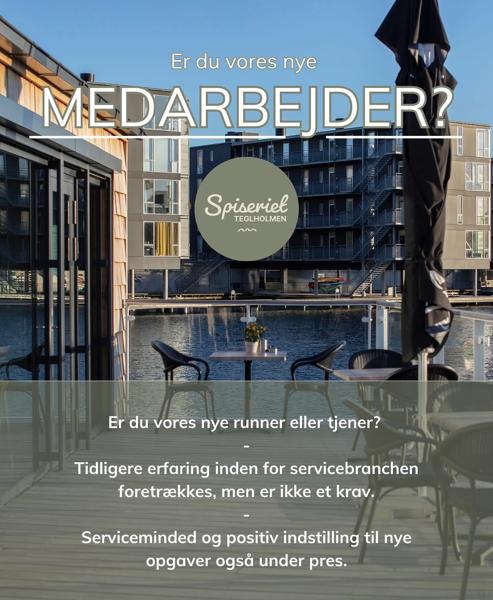 Er du vores nye
MEDARBEJDER?
Spiseriet
TEGLHOLMEN
Er du vores nye runner eller tjener?
-
Tidligere erfaring inden for servicebranchen
foretrækkes, men er ikke et krav.
-
Serviceminded og positiv indstilling til nye
opgaver også under pres.